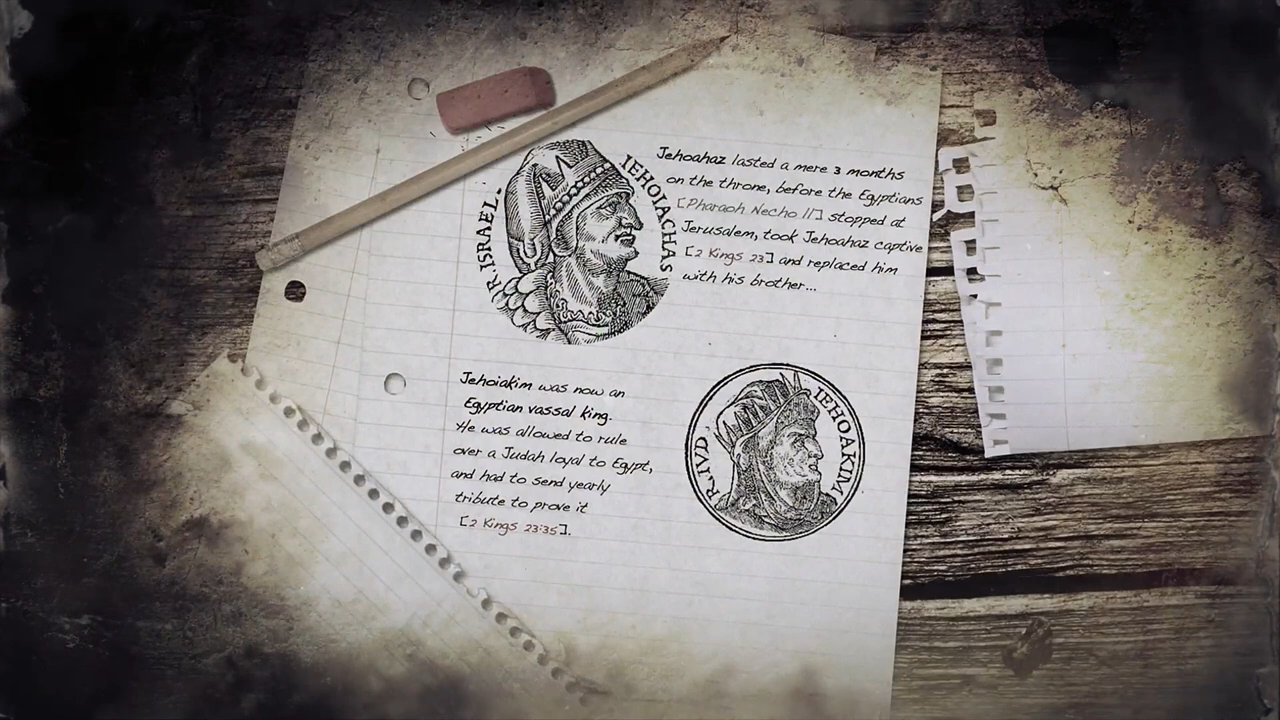 R. ISRAEL.
IEHOIACHAS
Jehoahaz lasted a mere 3 months
on the throne, before the Egyptians
[Pharaoh Necho II] stopped at
Jerusalem, took Jehoahaz captive
[2 Kings 23] and replaced him
with his brother...
Jehoiakim was now an
Egyptian vassal king.
He was allowed to rule
over a Judah loyal to Egypt,
and had to send yearly
tribute to prove it
[2 Kings 23:35].
R. IVD.
IEHOAKIM